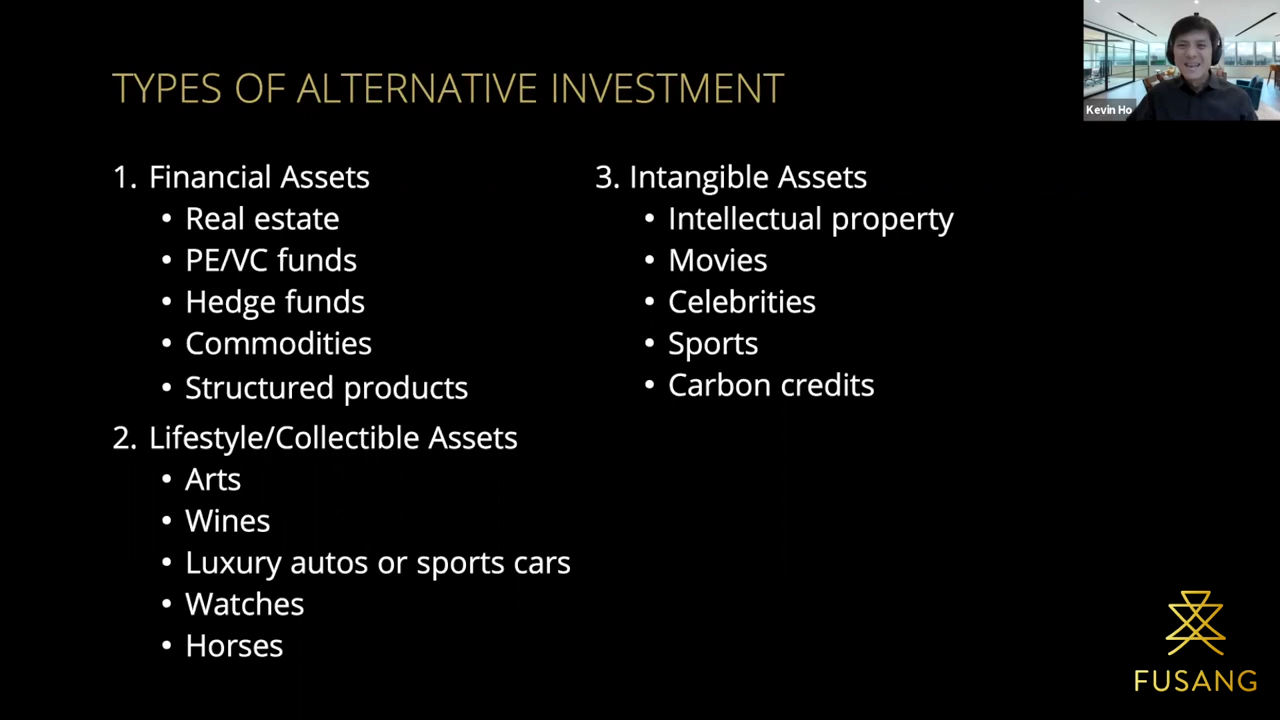 TYPES OF ALTERNATIVE INVESTMENT
1. Financial Assets
• Real estate
• PE/VC funds
• Hedge funds
• Commodities
• Structured products
2. Lifestyle/Collectible Assets
• Arts
• Wines
• Luxury autos or sports cars
• Watches
• Horses
3. Intangible Assets
• Intellectual property
• Movies
• Celebrities
• Sports
• Carbon credits
Kevin Ho
FUSANG